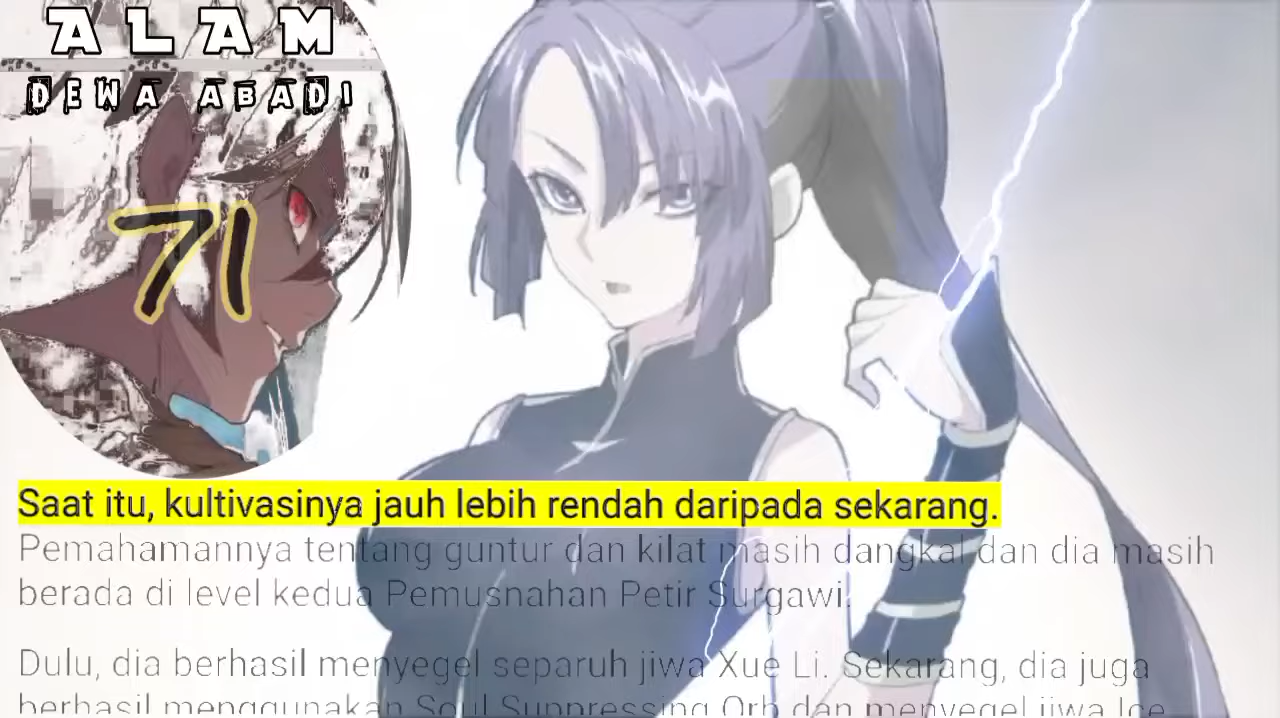 ALAM
DEWA ABADI
71
Saat itu, kultivasinya jauh lebih rendah daripada sekarang.
Pemahamannya tentang guntur dan kilat masih dangkal dan dia masih
berada di level kedua Pemusnahan Petir Surgawi.
Dulu, dia berhasil menyegel separuh jiwa Xue Li. Sekarang, dia juga
berhasil menggunakan Soul Suppressing Orb dan menyegel jiwa Ice